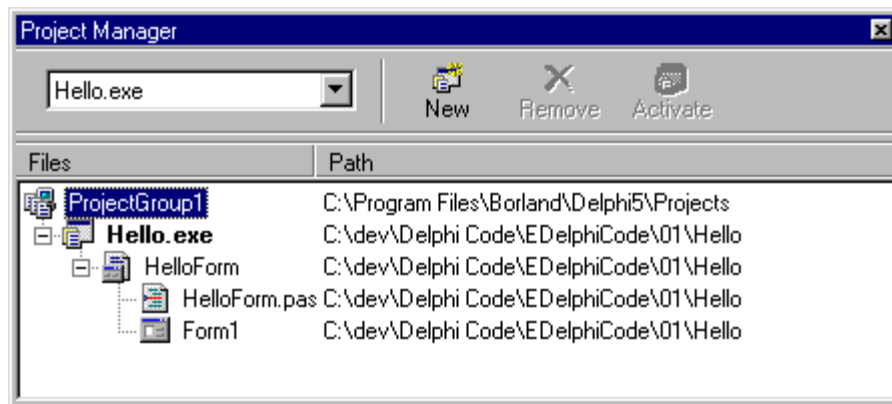 Project Manager
Hello.exe
New Remove Activate
Files Path
ProjectGroup1 C:\Program Files\Borland\Delphi5\Projects
Hello.exe C:\dev\Delphi Code\EDelphiCode\01\Hello
HelloForm C:\dev\Delphi Code\EDelphiCode\01\Hello
HelloForm.pas C:\dev\Delphi Code\EDelphiCode\01\Hello
Form1 C:\dev\Delphi Code\EDelphiCode\01\Hello